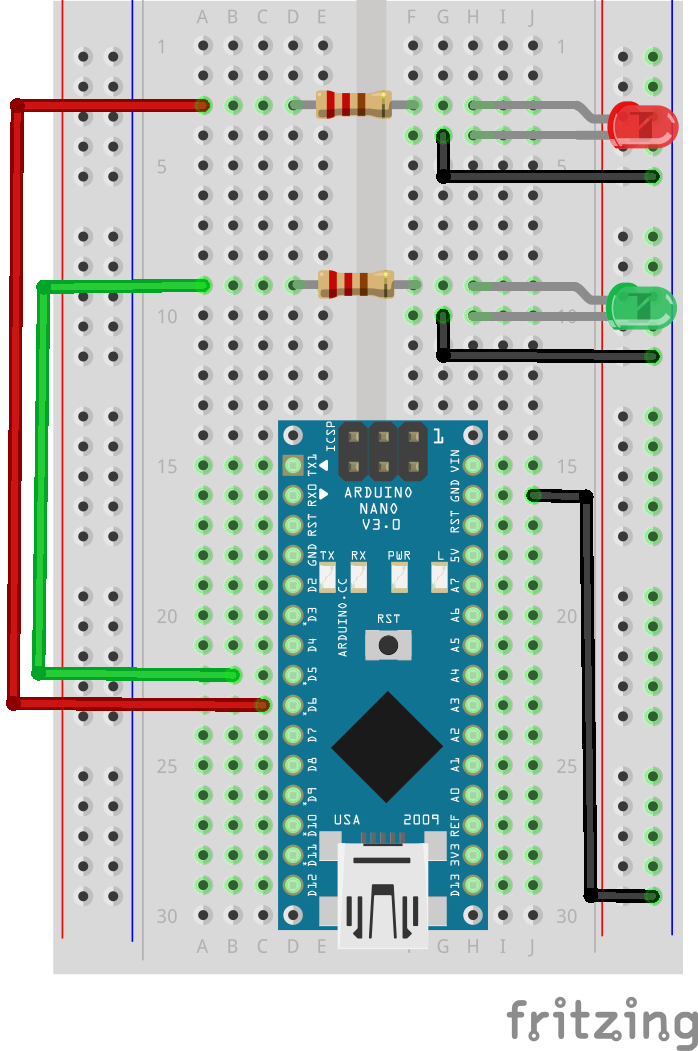 A B C D E F G H I J
1 1
5 5
10 10
ICSP
1
15 15
TX1 VIN
RX0 GND
ARDUINO
NANO
V3.0
RST RST
GND 5V
TX RX PWR L
D2 A7
ARDUINO.CC
D3 A6
20 20
RST
D4 A5
D5 A4
D6 A3
D7 A2
25 25
D8 A1
D9 A0
D10 REF
USA 2009
D11 3V3
D12 D13
30 30
A B C D E F G H I J
fritzing